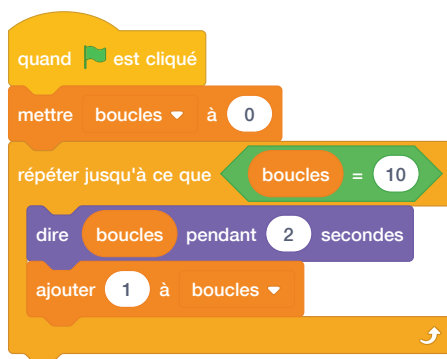 quand est cliqué
mettre boucles à 0
répéter jusqu'à ce que boucles = 10
dire boucles pendant 2 secondes
ajouter 1 à boucles